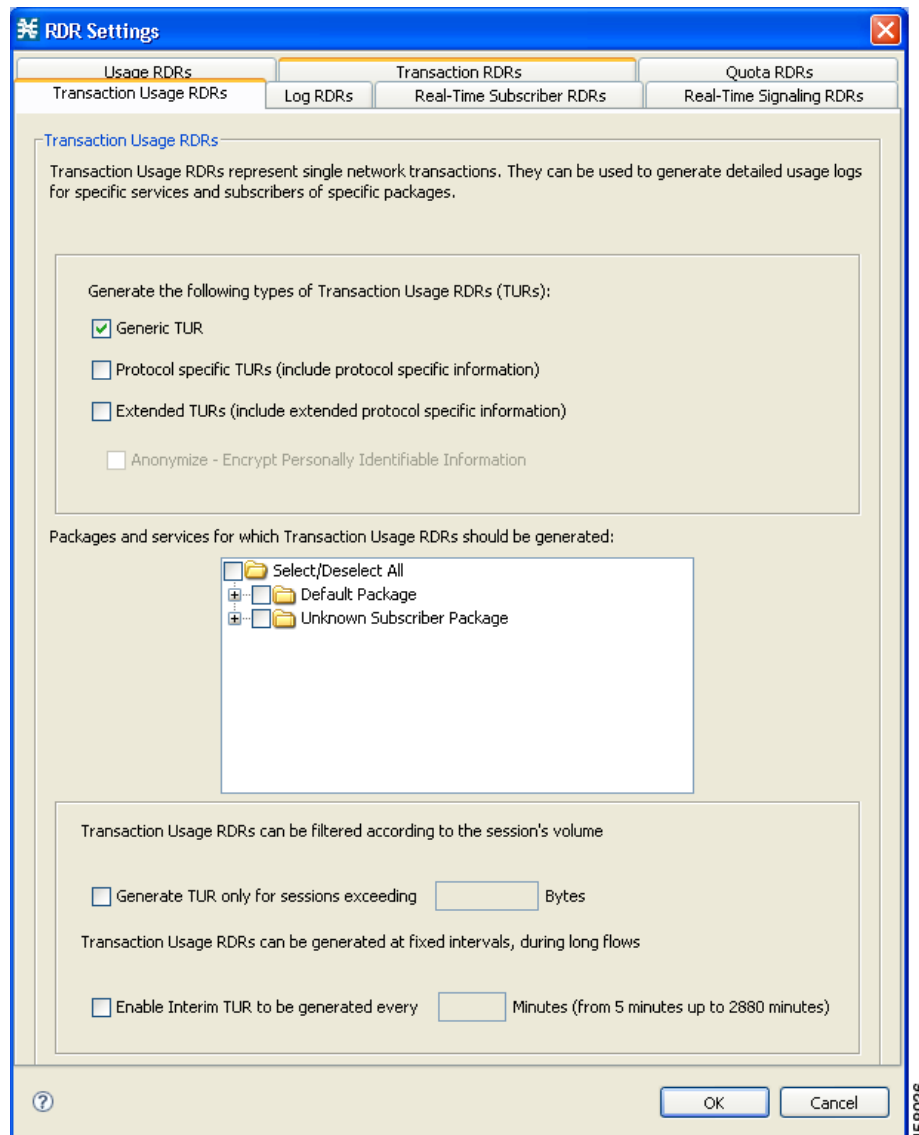 RDR Settings
Usage RDRs
Transaction RDRs
Quota RDRs
Transaction Usage RDRs
Log RDRs
Real-Time Subscriber RDRs
Real-Time Signaling RDRs
Transaction Usage RDRs
Transaction Usage RDRs represent single network transactions. They can be used to generate detailed usage logs
for specific services and subscribers of specific packages.
Generate the following types of Transaction Usage RDRs (TURs):
Generic TUR
Protocol specific TURs (include protocol specific information)
Extended TURs (include extended protocol specific information)
Anonymize - Encrypt Personally Identifiable Information
Packages and services for which Transaction Usage RDRs should be generated:
Select/Deselect All
Default Package
Unknown Subscriber Package
Transaction Usage RDRs can be filtered according to the session's volume
Generate TUR only for sessions exceeding Bytes
Transaction Usage RDRs can be generated at fixed intervals, during long flows
Enable Interim TUR to be generated every Minutes (from 5 minutes up to 2880 minutes)
OK
Cancel